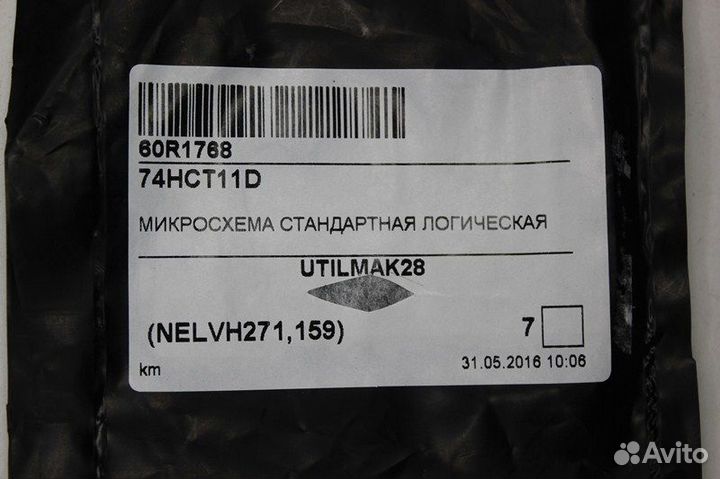 60R1768
74HCT11D
МИКРОСХЕМА СТАНДАРТНАЯ ЛОГИЧЕСКАЯ
UTILMAK28
(NELVH271,159) 7
km 31.05.2016 10:06
Avito